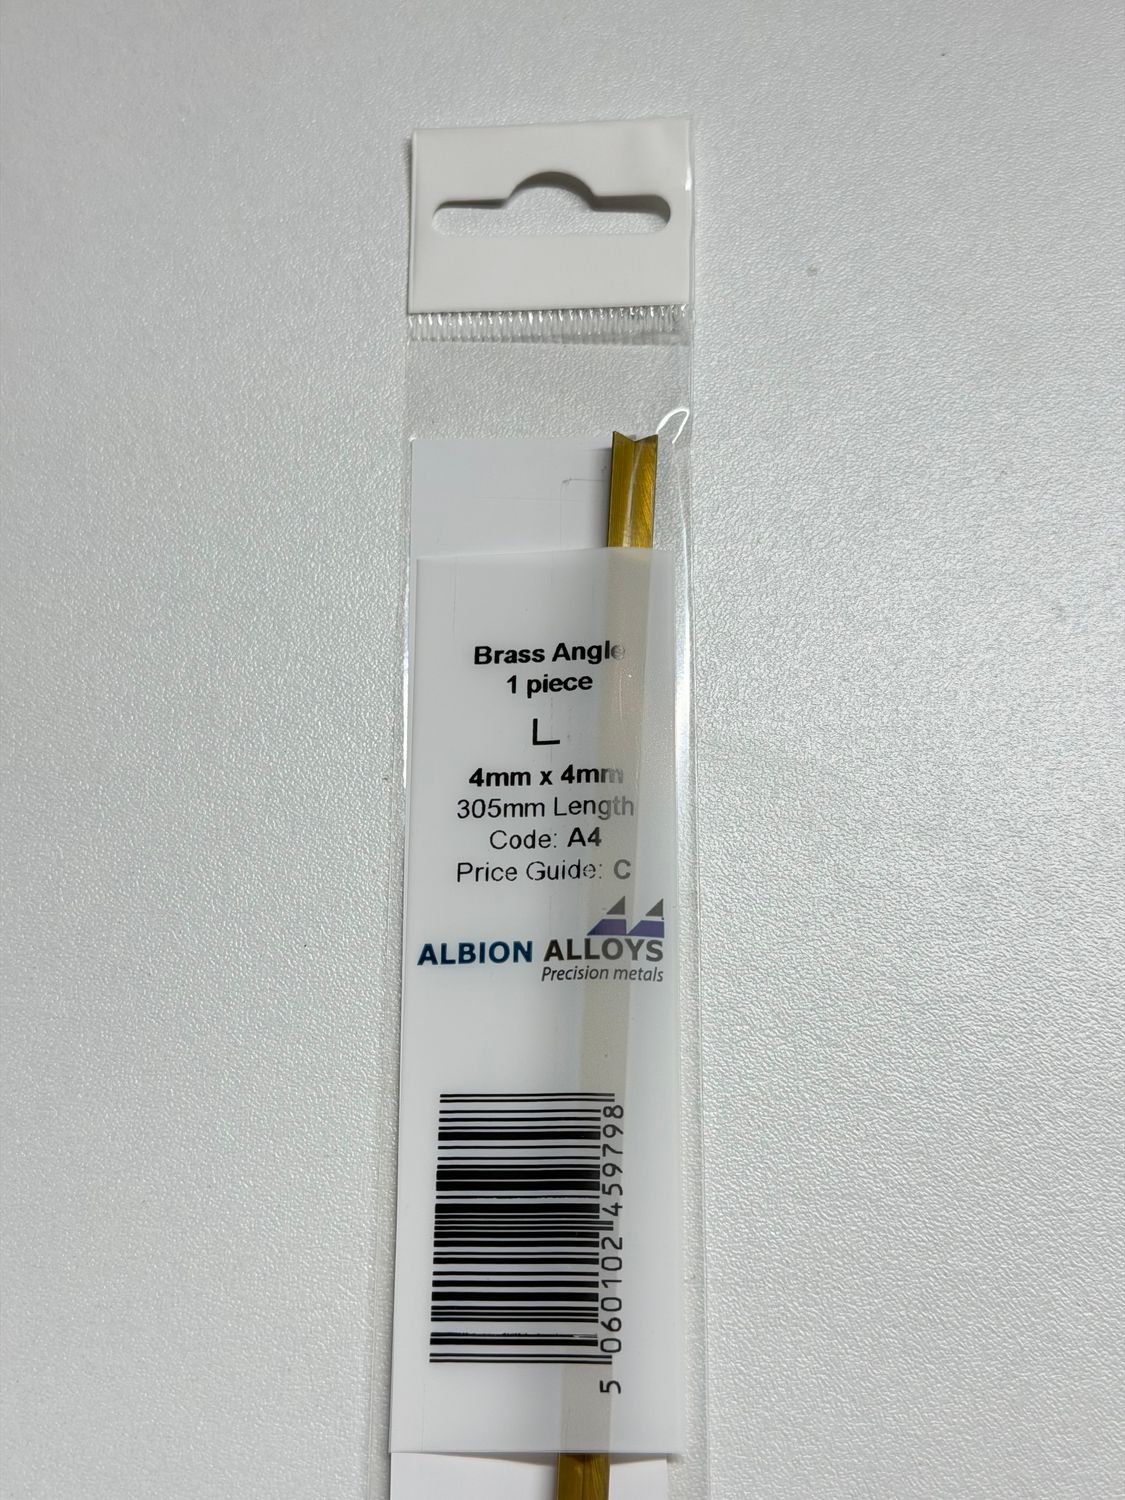 Brass Angle
1 piece
4mm x 4mm
305mm Length
Code: A4
Price Guide: C
ALBION ALLOYS
Precision metals
5 060102 459798